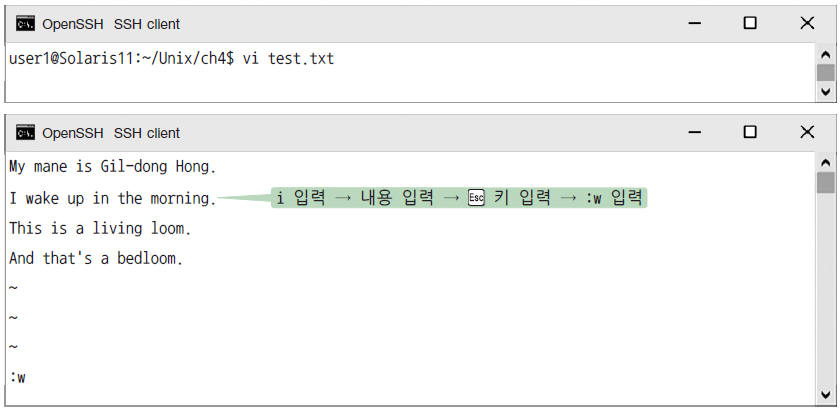 OpenSSH SSH client
user1@Solaris11:~/Unix/ch4$ vi test.txt
OpenSSH SSH client
My mane is Gil-dong Hong.
I wake up in the morning. i 입력 → 내용 입력 → Esc 키 입력 → :w 입력
This is a living loom.
And that's a bedloom.
~
~
~
:w